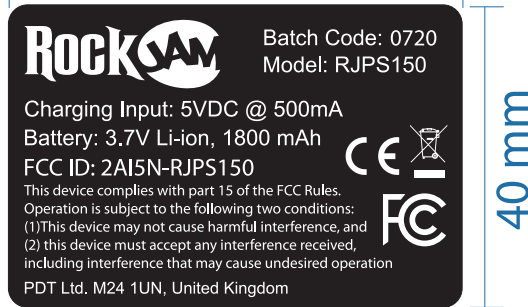 ROCKJAM
Batch Code: 0720
Model: RJPS150
Charging Input: 5VDC @ 500mA
Battery: 3.7V Li-ion, 1800 mAh
FCC ID: 2AI5N-RJPS150
CE
FC
This device complies with part 15 of the FCC Rules.
Operation is subject to the following two conditions:
(1)This device may not cause harmful interference, and
(2) this device must accept any interference received,
including interference that may cause undesired operation
PDT Ltd. M24 1UN, United Kingdom
40 mm